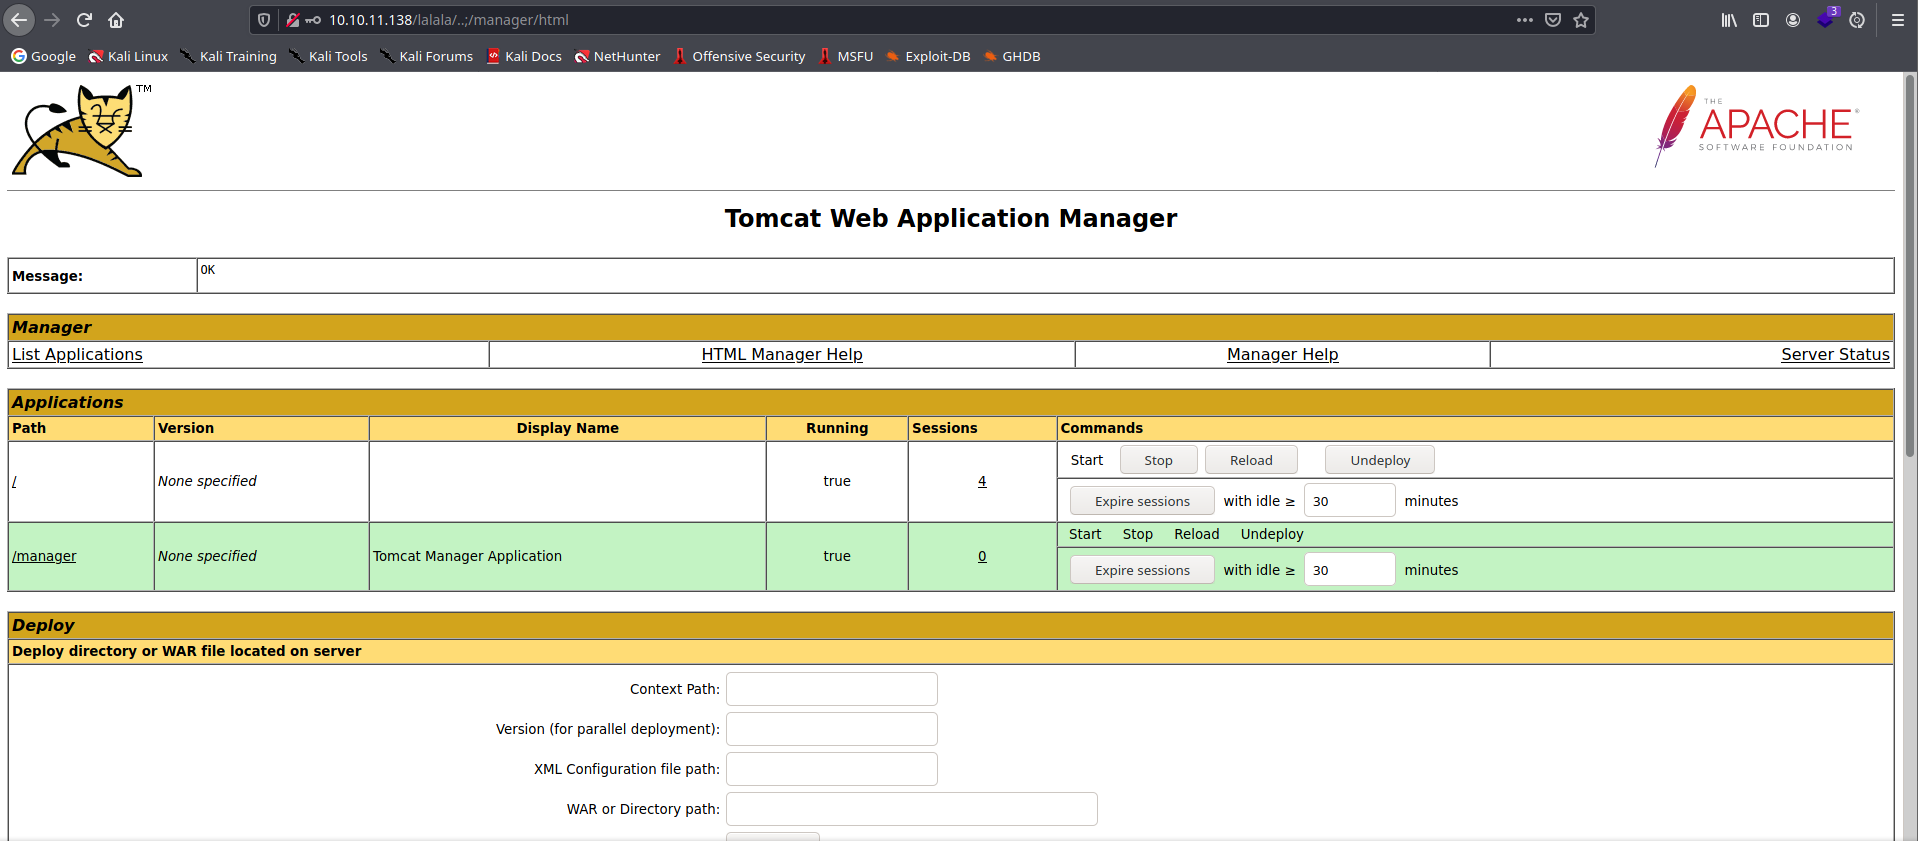 10.10.11.138/lalala/..;/manager/html
3
Google Kali Linux Kali Training Kali Tools Kali Forums Kali Docs NetHunter Offensive Security MSFU Exploit-DB GHDB
TM
THE
APACHE®
SOFTWARE FOUNDATION
Tomcat Web Application Manager
Message: OK
Manager
List Applications HTML Manager Help Manager Help Server Status
Applications
Path Version Display Name Running Sessions Commands
/ None specified true 4 Start Stop Reload Undeploy
Expire sessions with idle ≥ 30 minutes
/manager None specified Tomcat Manager Application true 0 Start Stop Reload Undeploy
Expire sessions with idle ≥ 30 minutes
Deploy
Deploy directory or WAR file located on server
Context Path:
Version (for parallel deployment):
XML Configuration file path:
WAR or Directory path: